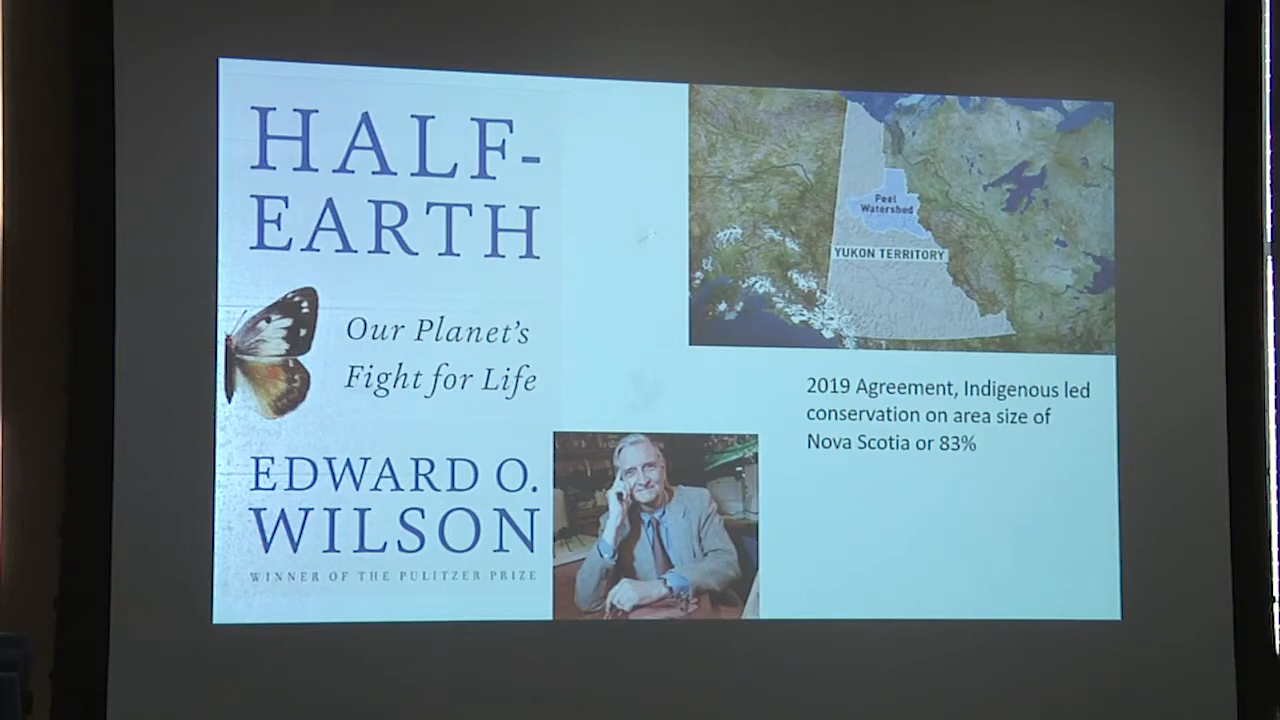 HALF-
EARTH
Our Planet's
Fight for Life
EDWARD O.
WILSON
WINNER OF THE PULITZER PRIZE
Peel
Watershed
YUKON TERRITORY
2019 Agreement, Indigenous led
conservation on area size of
Nova Scotia or 83%